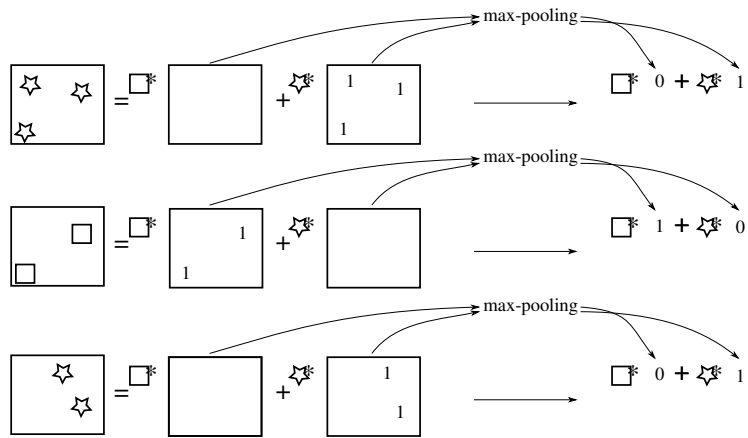 max-pooling
= □* + ☆* 1 1 1 □* 0 + ☆* 1
max-pooling
= □* 1 1 + ☆* □* 1 + ☆* 0
max-pooling
= □* + ☆* 1 1 □* 0 + ☆* 1